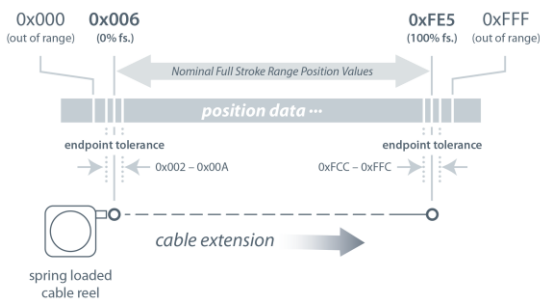 0x000
(out of range)
0x006
(0% fs.)
0xFE5
(100% fs.)
0xFFF
(out of range)
Nominal Full Stroke Range Position Values
position data ···
endpoint tolerance
endpoint tolerance
0x002 – 0x00A
0xFCC – 0xFFC
cable extension
spring loaded
cable reel